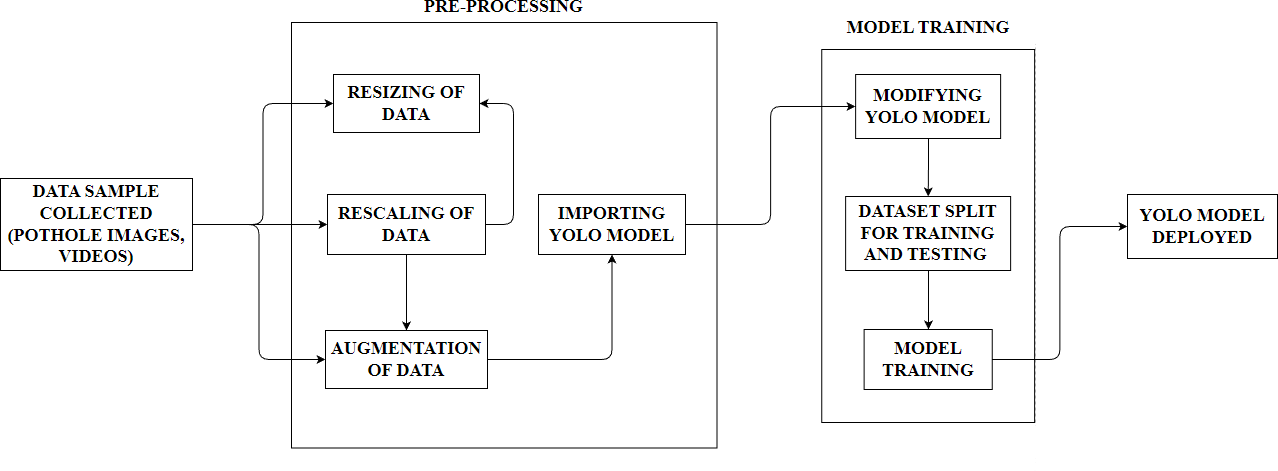 PRE-PROCESSING
MODEL TRAINING
RESIZING OF
DATA
MODIFYING
YOLO MODEL
DATA SAMPLE
COLLECTED
(POTHOLE IMAGES,
VIDEOS)
RESCALING OF
DATA
IMPORTING
YOLO MODEL
DATASET SPLIT
FOR TRAINING
AND TESTING
YOLO MODEL
DEPLOYED
AUGMENTATION
OF DATA
MODEL
TRAINING